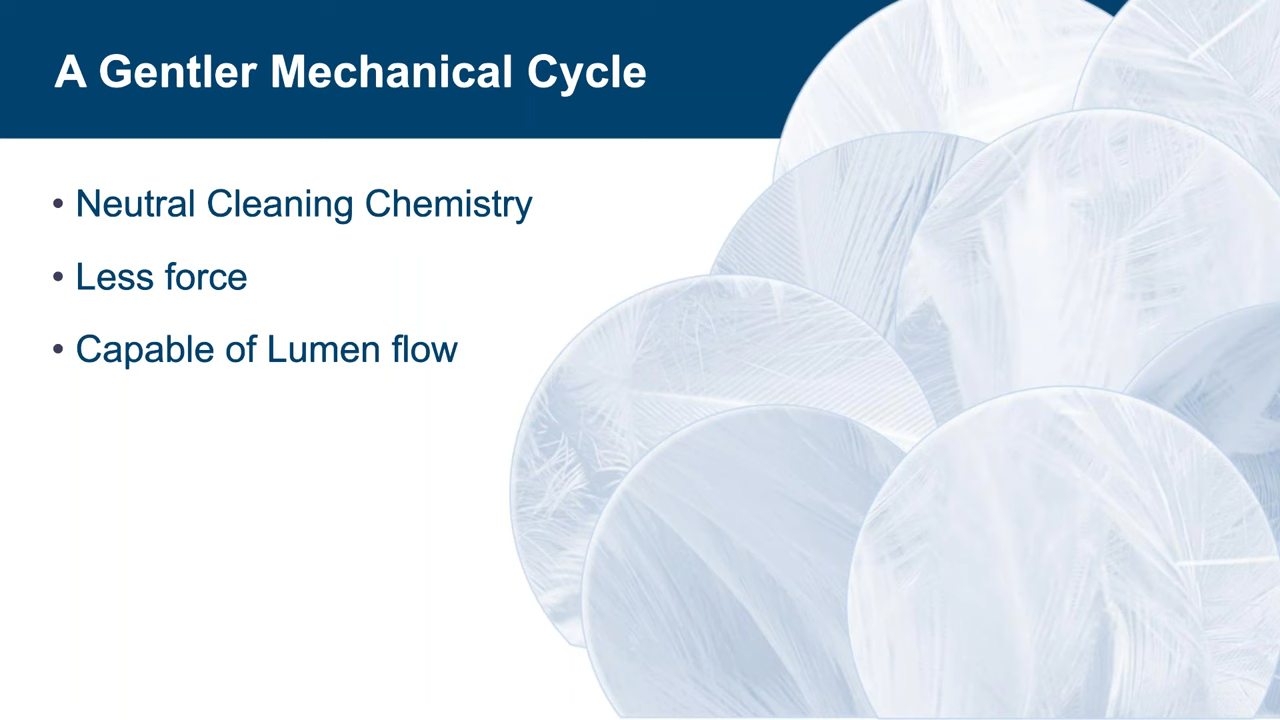 A Gentler Mechanical Cycle
• Neutral Cleaning Chemistry
• Less force
• Capable of Lumen flow